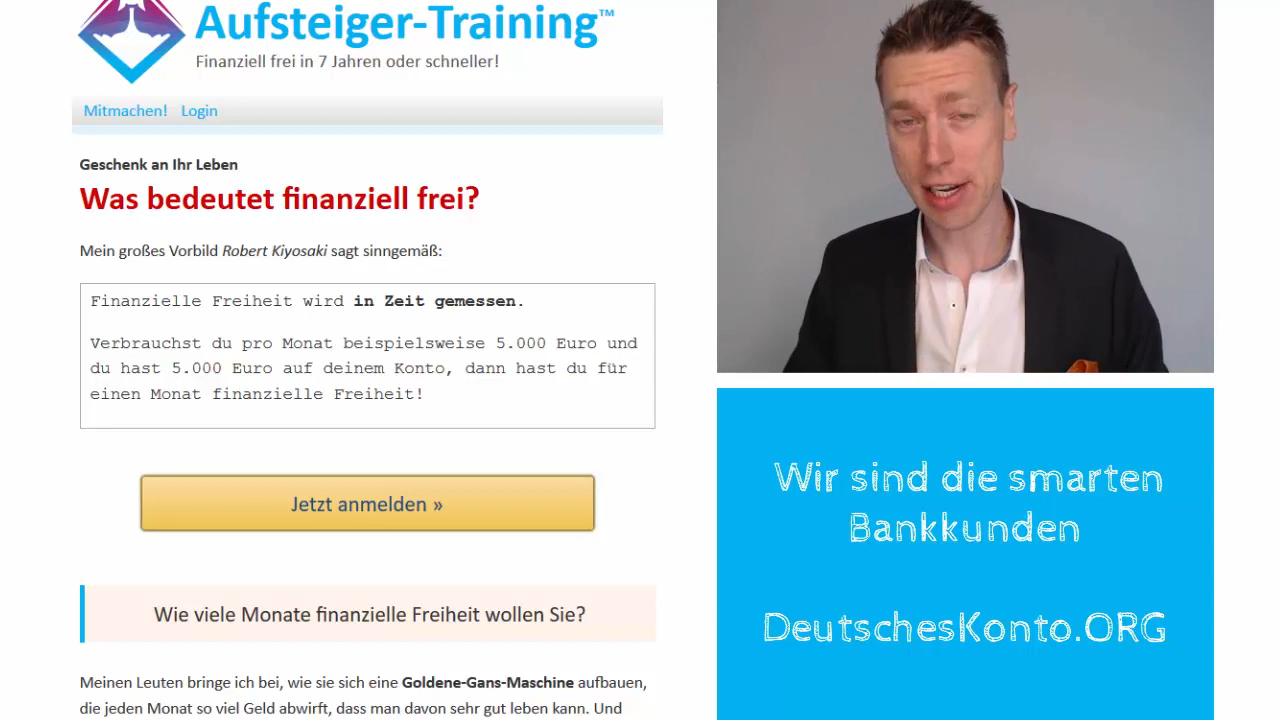 Aufsteiger-Training™
Finanziell frei in 7 Jahren oder schneller!
Mitmachen! Login
Geschenk an Ihr Leben
Was bedeutet finanziell frei?
Mein großes Vorbild Robert Kiyosaki sagt sinngemäß:
Finanzielle Freiheit wird in Zeit gemessen.
Verbrauchst du pro Monat beispielsweise 5.000 Euro und
du hast 5.000 Euro auf deinem Konto, dann hast du für
einen Monat finanzielle Freiheit!
Jetzt anmelden »
Wie viele Monate finanzielle Freiheit wollen Sie?
Meinen Leuten bringe ich bei, wie sie sich eine Goldene-Gans-Maschine aufbauen,
die jeden Monat so viel Geld abwirft, dass man davon sehr gut leben kann. Und
Wir sind die smarten
Bankkunden
DeutschesKonto.ORG